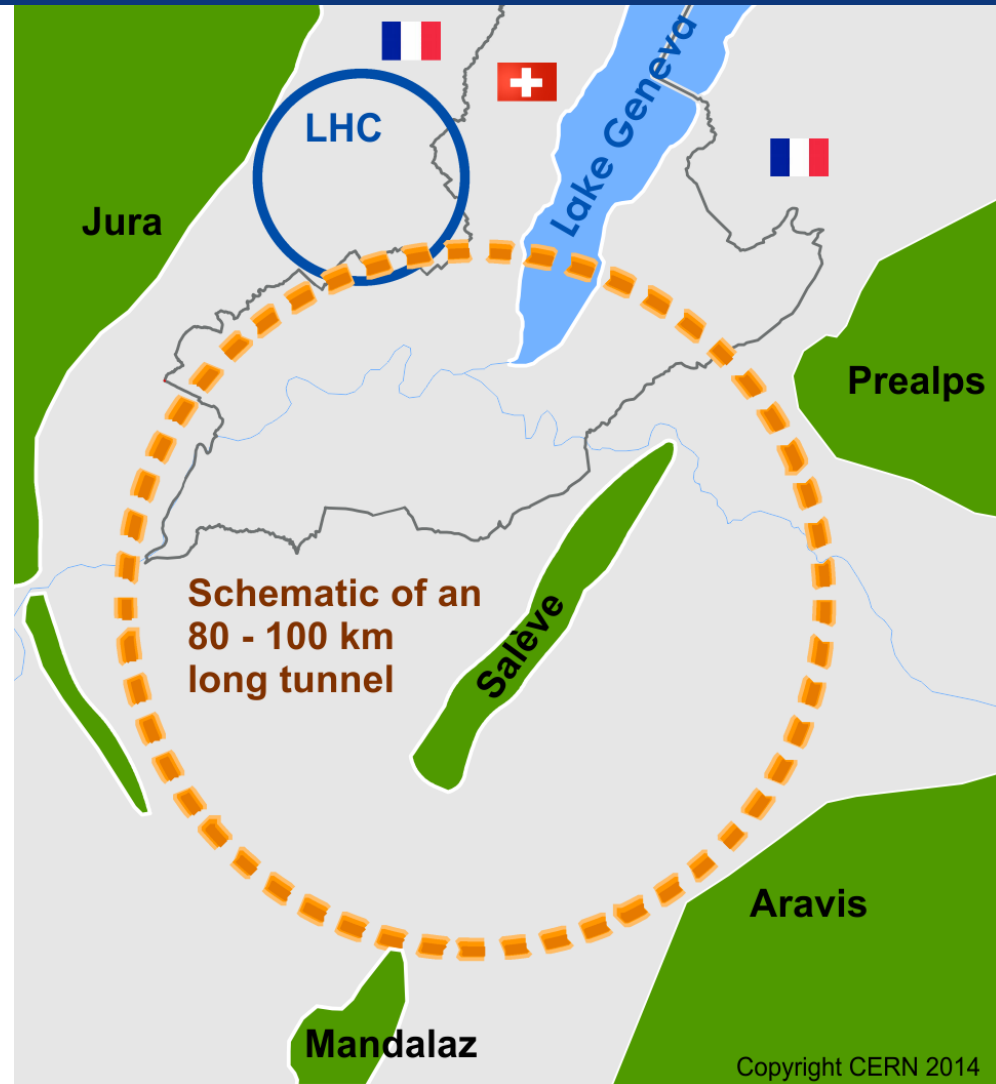 LHC
Lake Geneva
Jura
Prealps
Schematic of an
80 - 100 km
long tunnel
Salève
Aravis
Mandalaz
Copyright CERN 2014